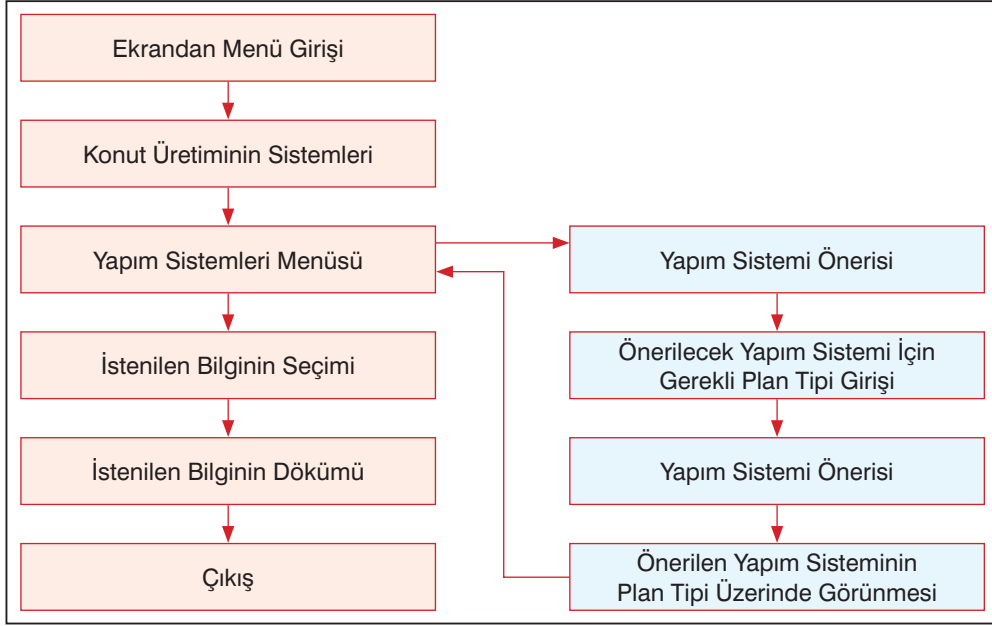 Ekrandan Menü Girişi
Konut Üretiminin Sistemleri
Yapım Sistemleri Menüsü
İstenilen Bilginin Seçimi
İstenilen Bilginin Dökümü
Çıkış
Yapım Sistemi Önerisi
Önerilecek Yapım Sistemi İçin
Gerekli Plan Tipi Girişi
Yapım Sistemi Önerisi
Önerilen Yapım Sisteminin
Plan Tipi Üzerinde Görünmesi